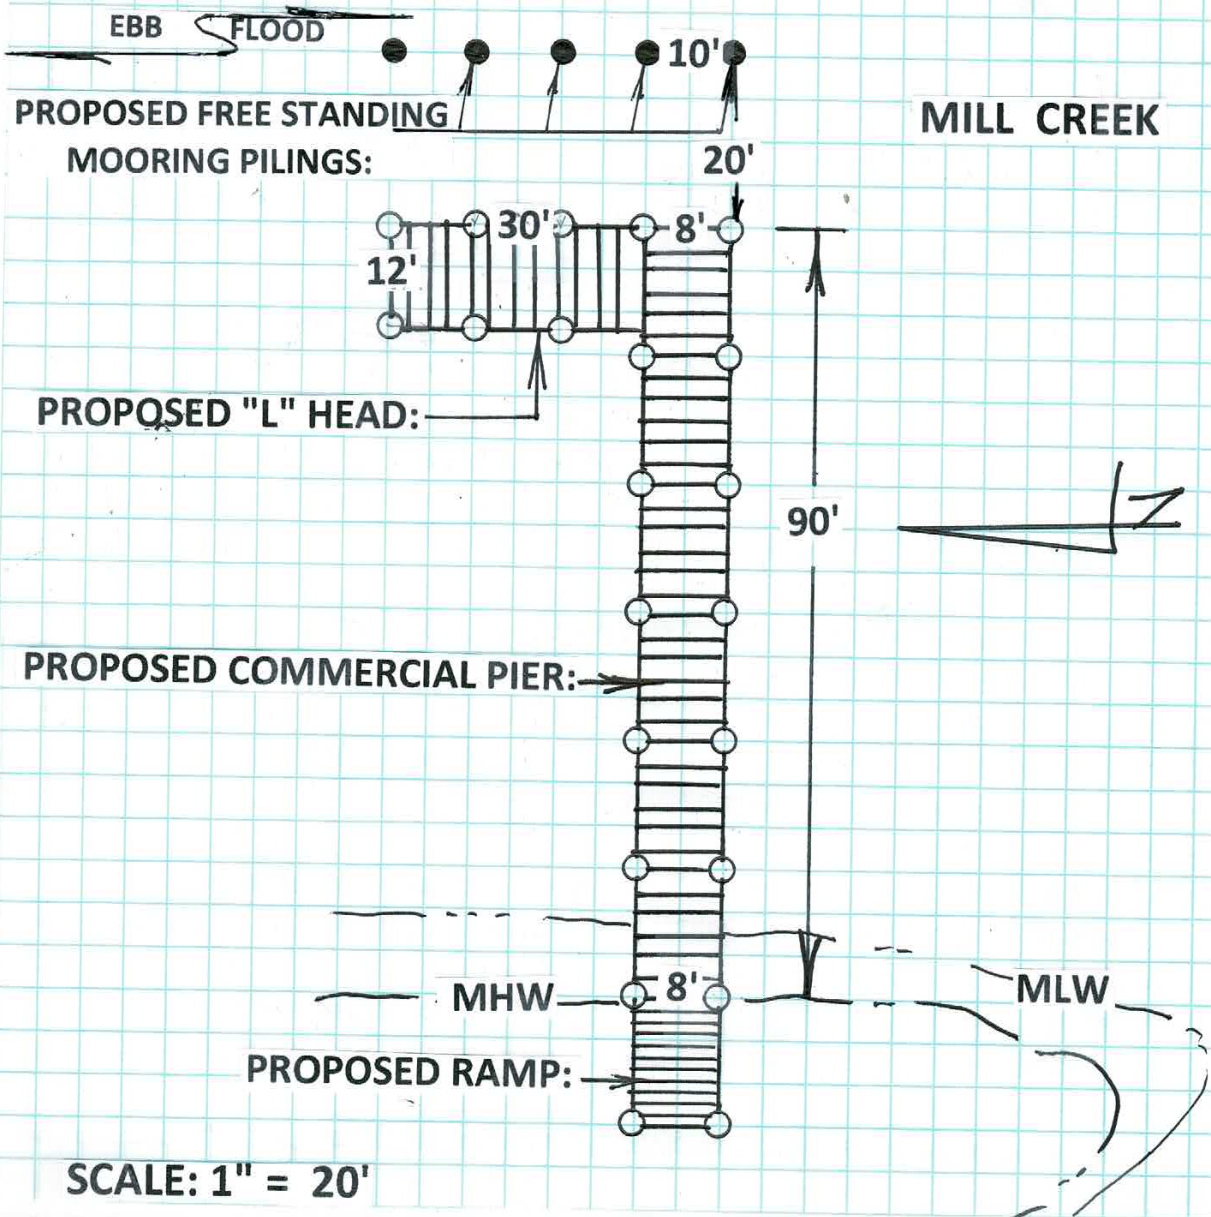 EBB FLOOD
10'
PROPOSED FREE STANDING
MOORING PILINGS:
MILL CREEK
20'
30' 8'
12'
PROPOSED "L" HEAD:
90'
N
PROPOSED COMMERCIAL PIER:
MHW 8' MLW
PROPOSED RAMP:
SCALE: 1" = 20'